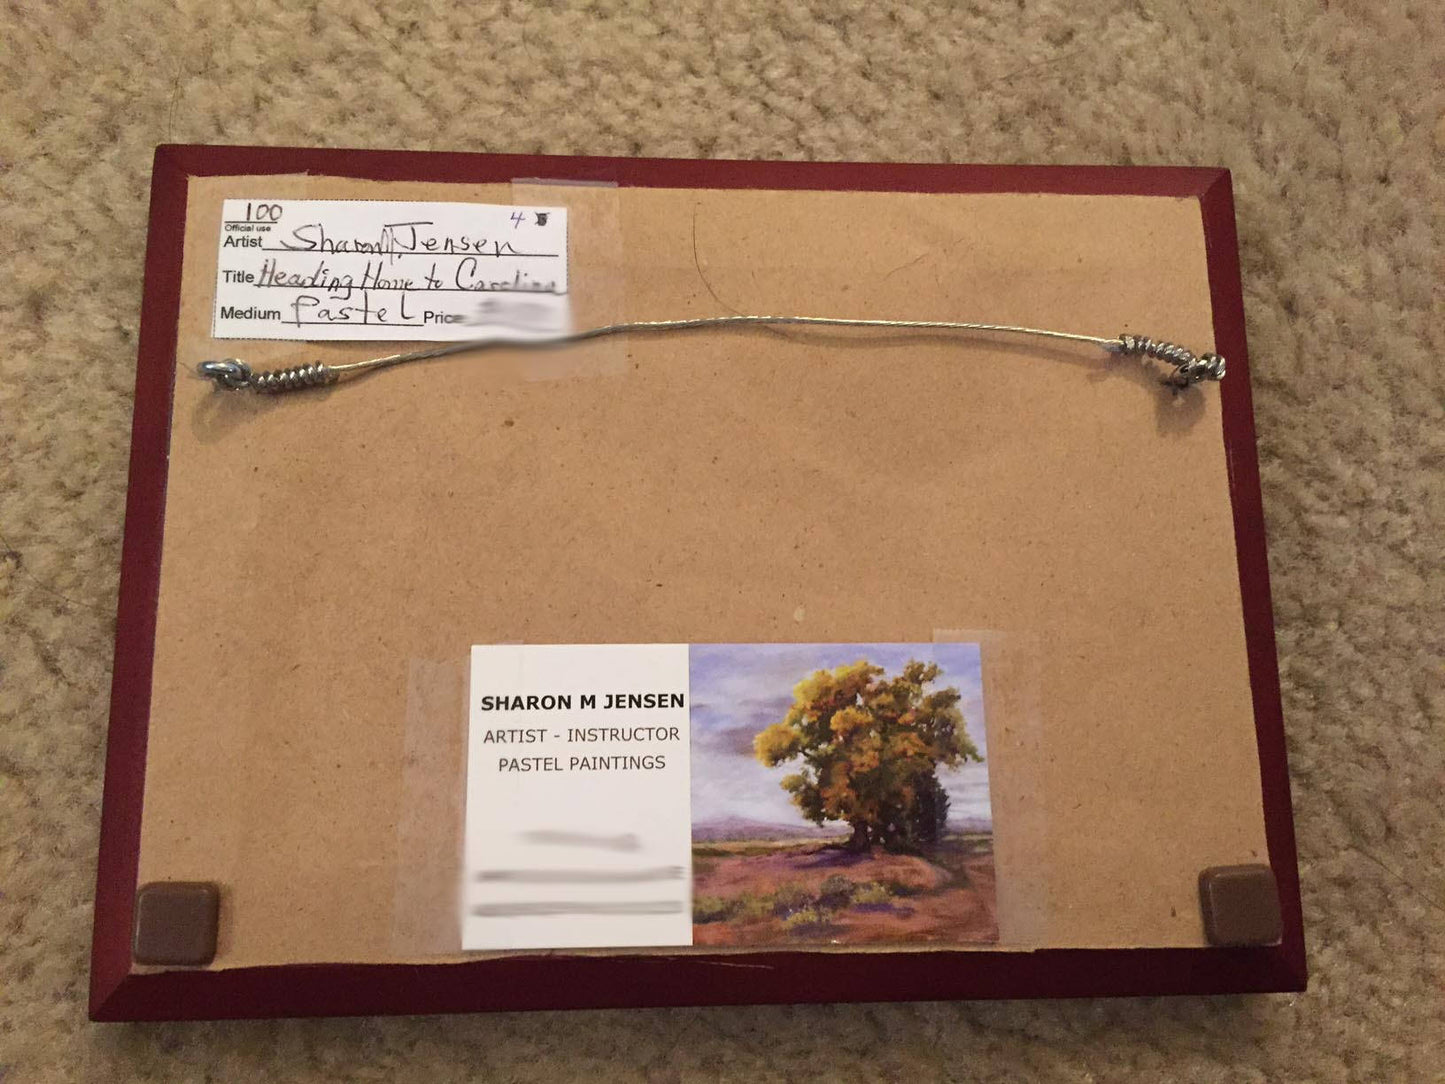 100 4
Official use
Artist Sharon M. Jensen
Title Heading Home to Carolina
Medium Pastel Price
SHARON M JENSEN
ARTIST - INSTRUCTOR
PASTEL PAINTINGS